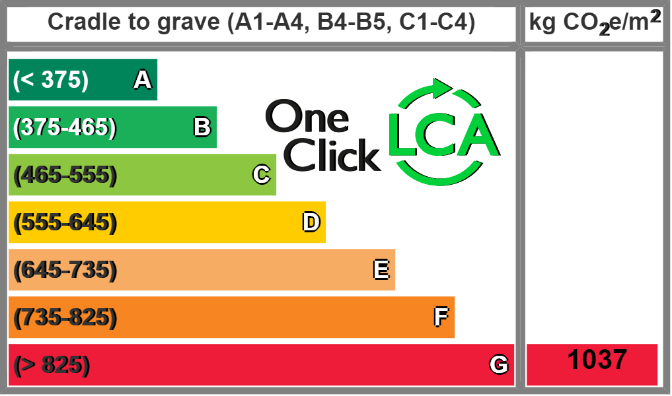 Cradle to grave (A1-A4, B4-B5, C1-C4) kg CO₂e/m²
(< 375) A
(375-465) B
One
Click
LCA
(465-555) C
(555-645) D
(645-735) E
(735-825) F
(> 825) G 1037